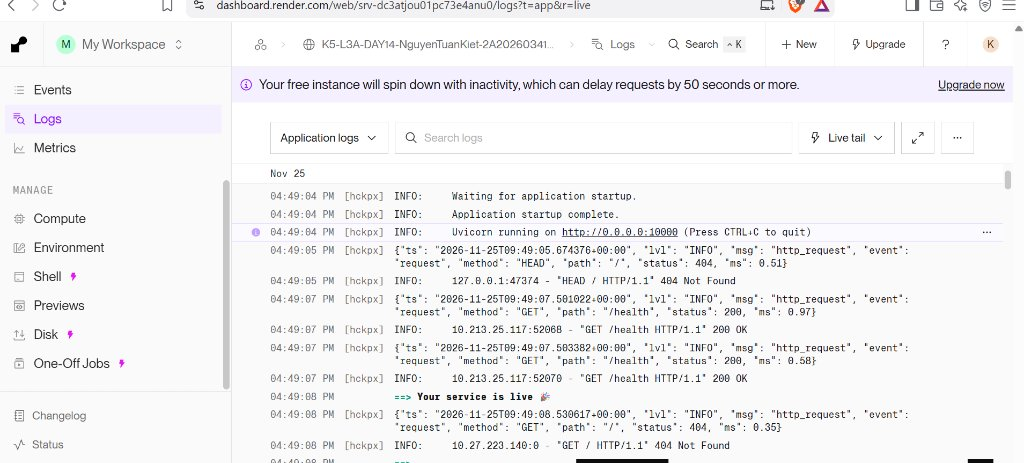 dashboard.render.com/web/srv-dc3atjou01pc73e4anu0/logs?t=app&r=live
M My Workspace
K5-L3A-DAY14-NguyenTuanKiet-2A20260341...
Logs
Search ^ K
+ New
Upgrade
?
K
Your free instance will spin down with inactivity, which can delay requests by 50 seconds or more.
Upgrade now
Events
Logs
Metrics
MANAGE
Compute
Environment
Shell
Previews
Disk
One-Off Jobs
Changelog
Status
Application logs
Search logs
Live tail
...
Nov 25
04:49:04 PM [hckpx] INFO: Waiting for application startup.
04:49:04 PM [hckpx] INFO: Application startup complete.
04:49:04 PM [hckpx] INFO: Uvicorn running on http://0.0.0.0:10000 (Press CTRL+C to quit)
...
04:49:05 PM [hckpx] {"ts": "2026-11-25T09:49:05.674376+00:00", "lvl": "INFO", "msg": "http_request", "event":
"request", "method": "HEAD", "path": "/", "status": 404, "ms": 0.51}
04:49:05 PM [hckpx] INFO: 127.0.0.1:47374 - "HEAD / HTTP/1.1" 404 Not Found
04:49:07 PM [hckpx] {"ts": "2026-11-25T09:49:07.501022+00:00", "lvl": "INFO", "msg": "http_request", "event":
"request", "method": "GET", "path": "/health", "status": 200, "ms": 0.97}
04:49:07 PM [hckpx] INFO: 10.213.25.117:52068 - "GET /health HTTP/1.1" 200 OK
04:49:07 PM [hckpx] {"ts": "2026-11-25T09:49:07.503382+00:00", "lvl": "INFO", "msg": "http_request", "event":
"request", "method": "GET", "path": "/health", "status": 200, "ms": 0.58}
04:49:07 PM [hckpx] INFO: 10.213.25.117:52070 - "GET /health HTTP/1.1" 200 OK
04:49:08 PM ==> Your service is live 🎉
04:49:08 PM [hckpx] {"ts": "2026-11-25T09:49:08.530617+00:00", "lvl": "INFO", "msg": "http_request", "event":
"request", "method": "GET", "path": "/", "status": 404, "ms": 0.35}
04:49:08 PM [hckpx] INFO: 10.27.223.140:0 - "GET / HTTP/1.1" 404 Not Found
04:49:08 PM ==>